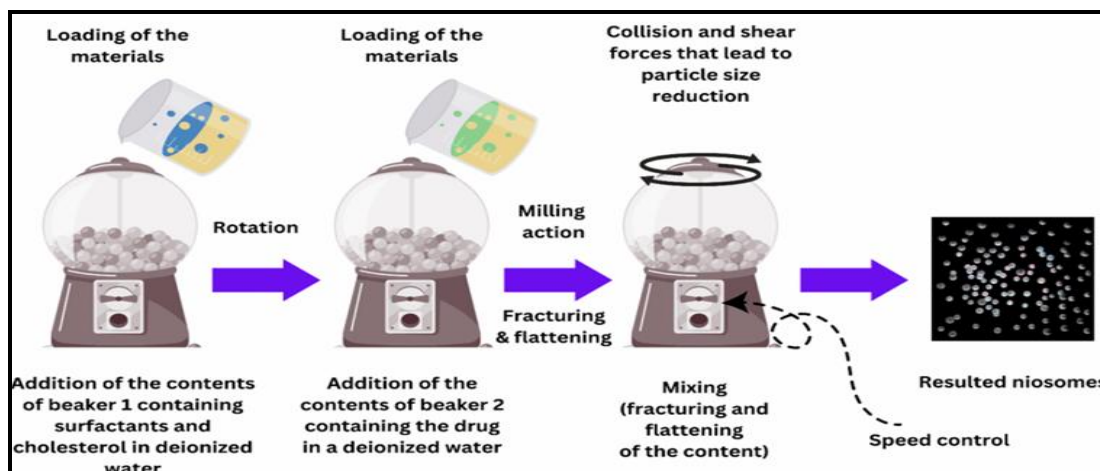 Loading of the
materials
Loading of the
materials
Collision and shear
forces that lead to
particle size
reduction
Rotation
Milling
action
Fracturing
& flattening
Addition of the contents
of beaker 1 containing
surfactants and
cholesterol in deionized
water
Addition of the
contents of beaker 2
containing the drug
in a deionized water
Mixing
(fracturing and
flattening
of the content)
Speed control
Resulted niosomes